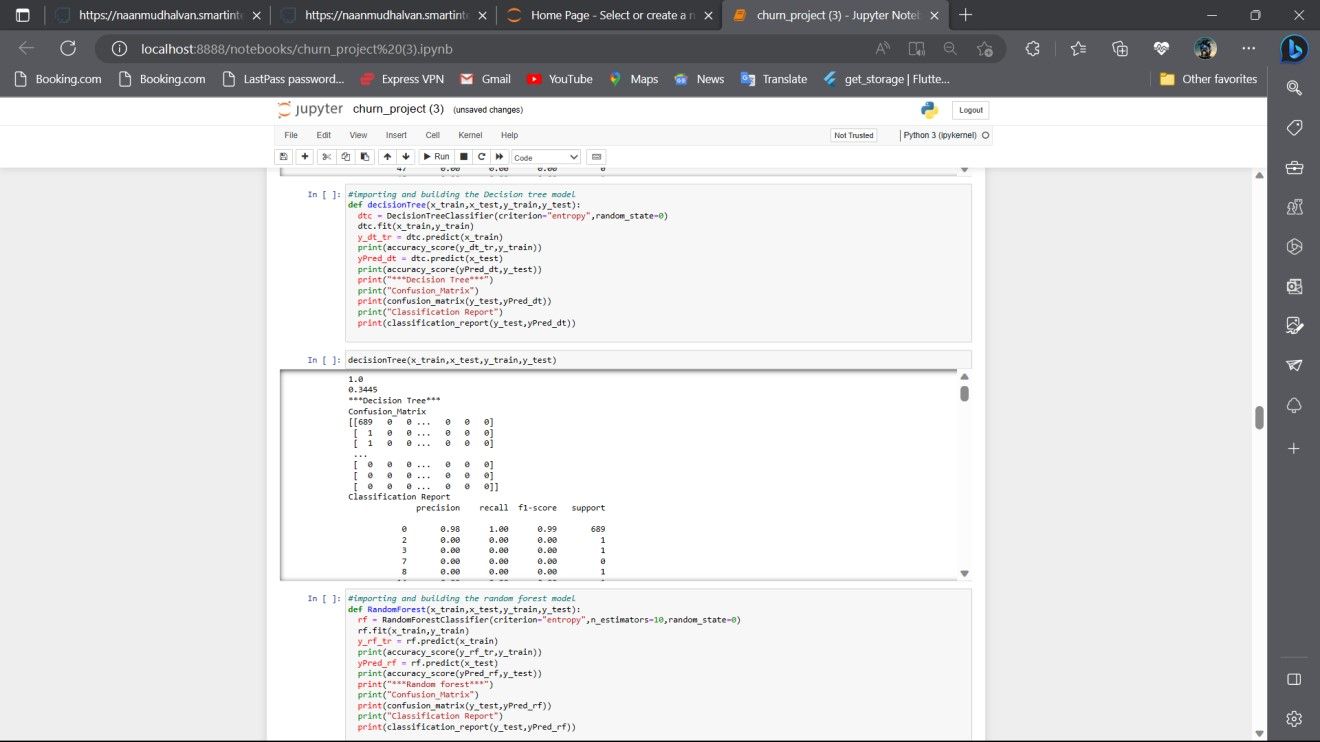 https://naanmudhalvan.smartinte
https://naanmudhalvan.smartinte
Home Page - Select or create a n
churn_project (3) - Jupyter Noteb
localhost:8888/notebooks/churn_project%20(3).ipynb
Booking.com
Booking.com
LastPass password...
Express VPN
Gmail
YouTube
Maps
News
Translate
get_storage | Flutte...
Other favorites
jupyter churn_project (3) (unsaved changes)
Logout
File Edit View Insert Cell Kernel Help
Not Trusted
Python 3 (ipykernel)
Run
Code
47 0.00 0.00 0.00 0
In [ ]: #importing and building the Decision tree model
def decisionTree(x_train,x_test,y_train,y_test):
dtc = DecisionTreeClassifier(criterion="entropy",random_state=0)
dtc.fit(x_train,y_train)
y_dt_tr = dtc.predict(x_train)
print(accuracy_score(y_dt_tr,y_train))
yPred_dt = dtc.predict(x_test)
print(accuracy_score(yPred_dt,y_test))
print("***Decision Tree***")
print("Confusion_Matrix")
print(confusion_matrix(y_test,yPred_dt))
print("Classification Report")
print(classification_report(y_test,yPred_dt))
In [ ]: decisionTree(x_train,x_test,y_train,y_test)
1.0
0.3445
***Decision Tree***
Confusion_Matrix
[[689 0 0 ... 0 0 0]
[ 1 0 0 ... 0 0 0]
[ 1 0 0 ... 0 0 0]
...
[ 0 0 0 ... 0 0 0]
[ 0 0 0 ... 0 0 0]
[ 0 0 0 ... 0 0 0]]
Classification Report
precision recall f1-score support
0 0.98 1.00 0.99 689
2 0.00 0.00 0.00 1
3 0.00 0.00 0.00 1
7 0.00 0.00 0.00 0
8 0.00 0.00 0.00 1
In [ ]: #importing and building the random forest model
def RandomForest(x_train,x_test,y_train,y_test):
rf = RandomForestClassifier(criterion="entropy",n_estimators=10,random_state=0)
rf.fit(x_train,y_train)
y_rf_tr = rf.predict(x_train)
print(accuracy_score(y_rf_tr,y_train))
yPred_rf = rf.predict(x_test)
print(accuracy_score(yPred_rf,y_test))
print("***Random forest***")
print("Confusion_Matrix")
print(confusion_matrix(y_test,yPred_rf))
print("Classification Report")
print(classification_report(y_test,yPred_rf))